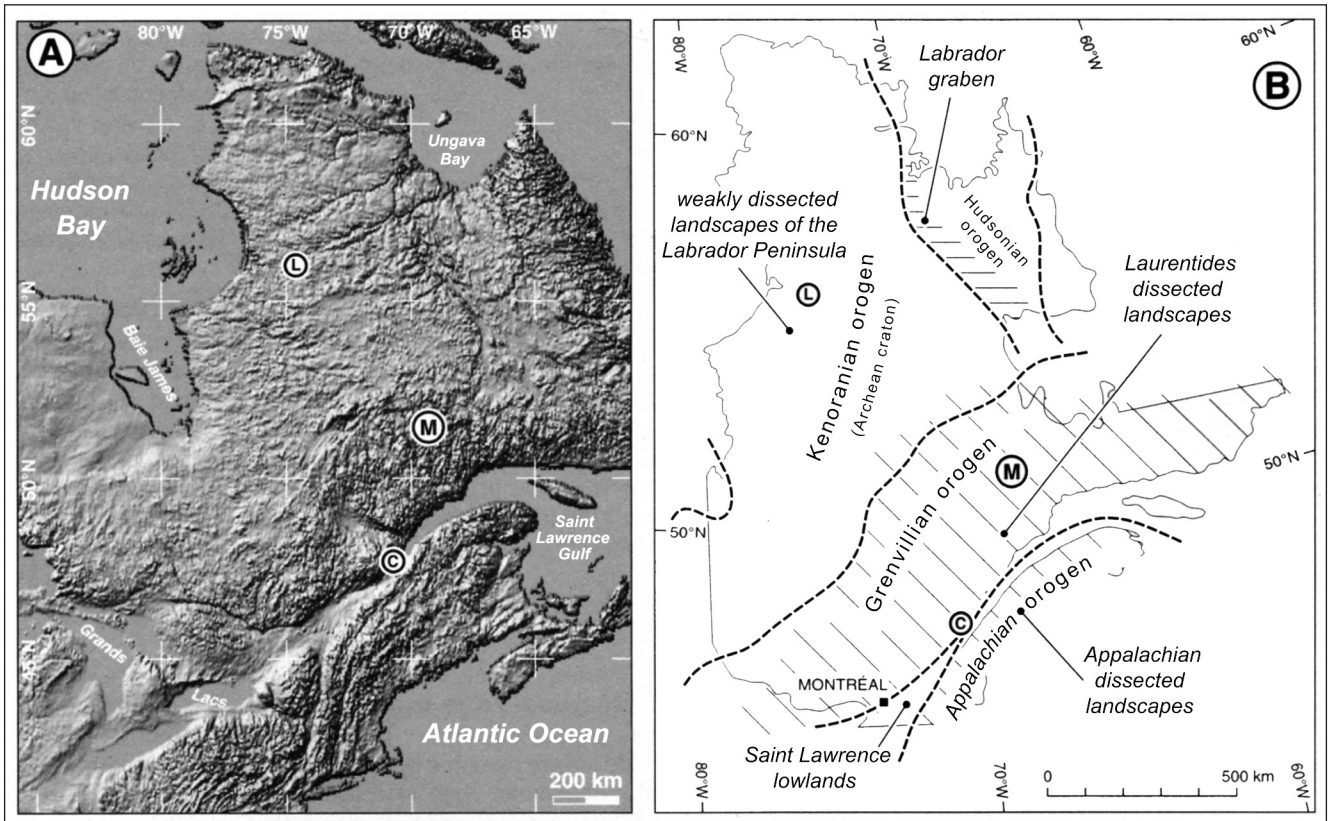 A
80°W
75°W
70°W
65°W
60°N
55°N
50°N
45°N
Hudson
Bay
Ungava
Bay
L
Baie James
M
Saint
Lawrence
Gulf
C
Grands
Lacs
Atlantic Ocean
200 km
B
80°W
70°W
60°W
60°N
60°N
Labrador
graben
weakly dissected
landscapes of the
Labrador Peninsula
Hudsonian
orogen
Laurentides
dissected
landscapes
L
Kenoranian orogen
(Archean craton)
M
50°N
50°N
Grenvillian orogen
C
Appalachian orogen
MONTRÉAL
Appalachian
dissected
landscapes
Saint Lawrence
lowlands
80°W
70°W
60°W
0 500 km